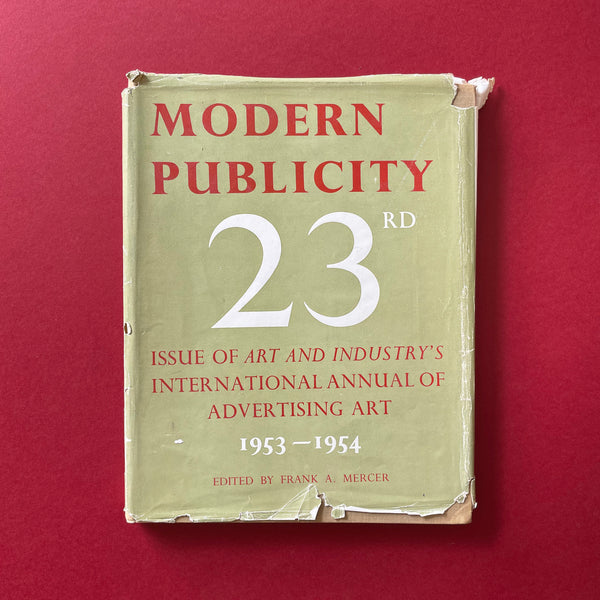 MODERN
PUBLICITY
23RD
ISSUE OF ART AND INDUSTRY'S
INTERNATIONAL ANNUAL OF
ADVERTISING ART
1953–1954
EDITED BY FRANK A. MERCER